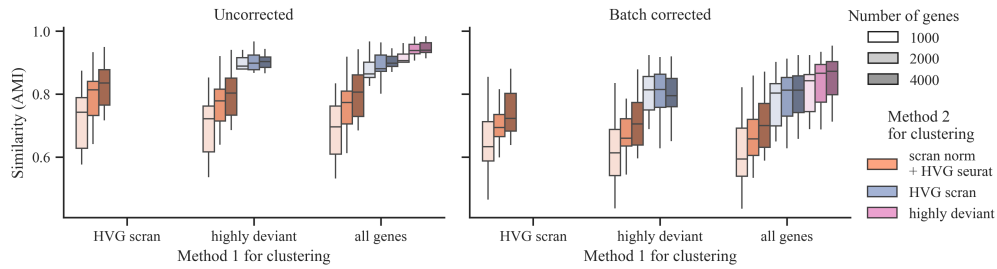 Uncorrected
Batch corrected
Similarity (AMI)
1.0
0.8
0.6
HVG scran
highly deviant
all genes
Method 1 for clustering
HVG scran
highly deviant
all genes
Method 1 for clustering
Number of genes
1000
2000
4000
Method 2
for clustering
scran norm
+ HVG seurat
HVG scran
highly deviant